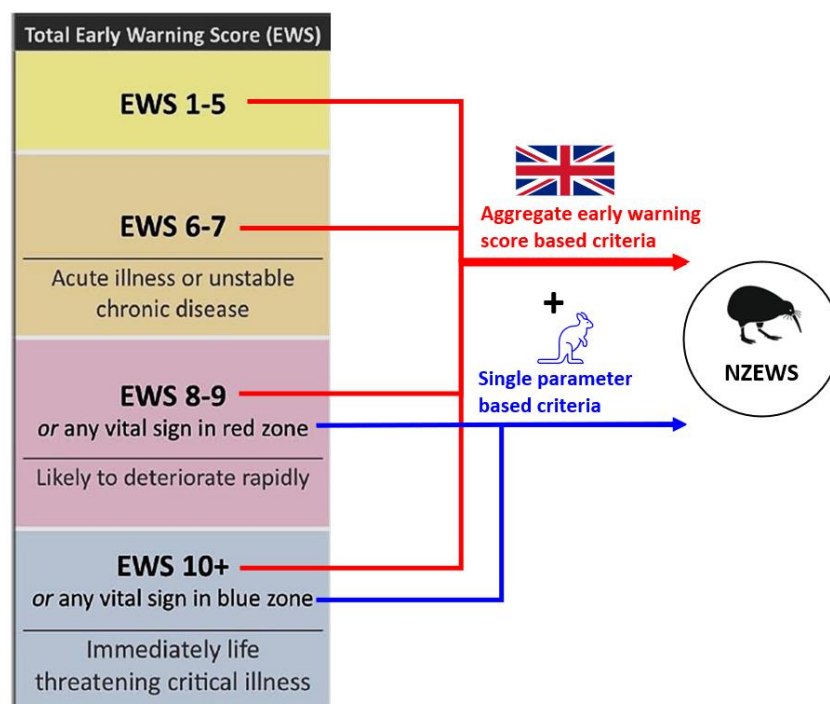 Total Early Warning Score (EWS)
EWS 1-5
EWS 6-7
Acute illness or unstable
chronic disease
EWS 8-9
or any vital sign in red zone
Likely to deteriorate rapidly
EWS 10+
or any vital sign in blue zone
Immediately life
threatening critical illness
Aggregate early warning
score based criteria
+
Single parameter
based criteria
NZEWS